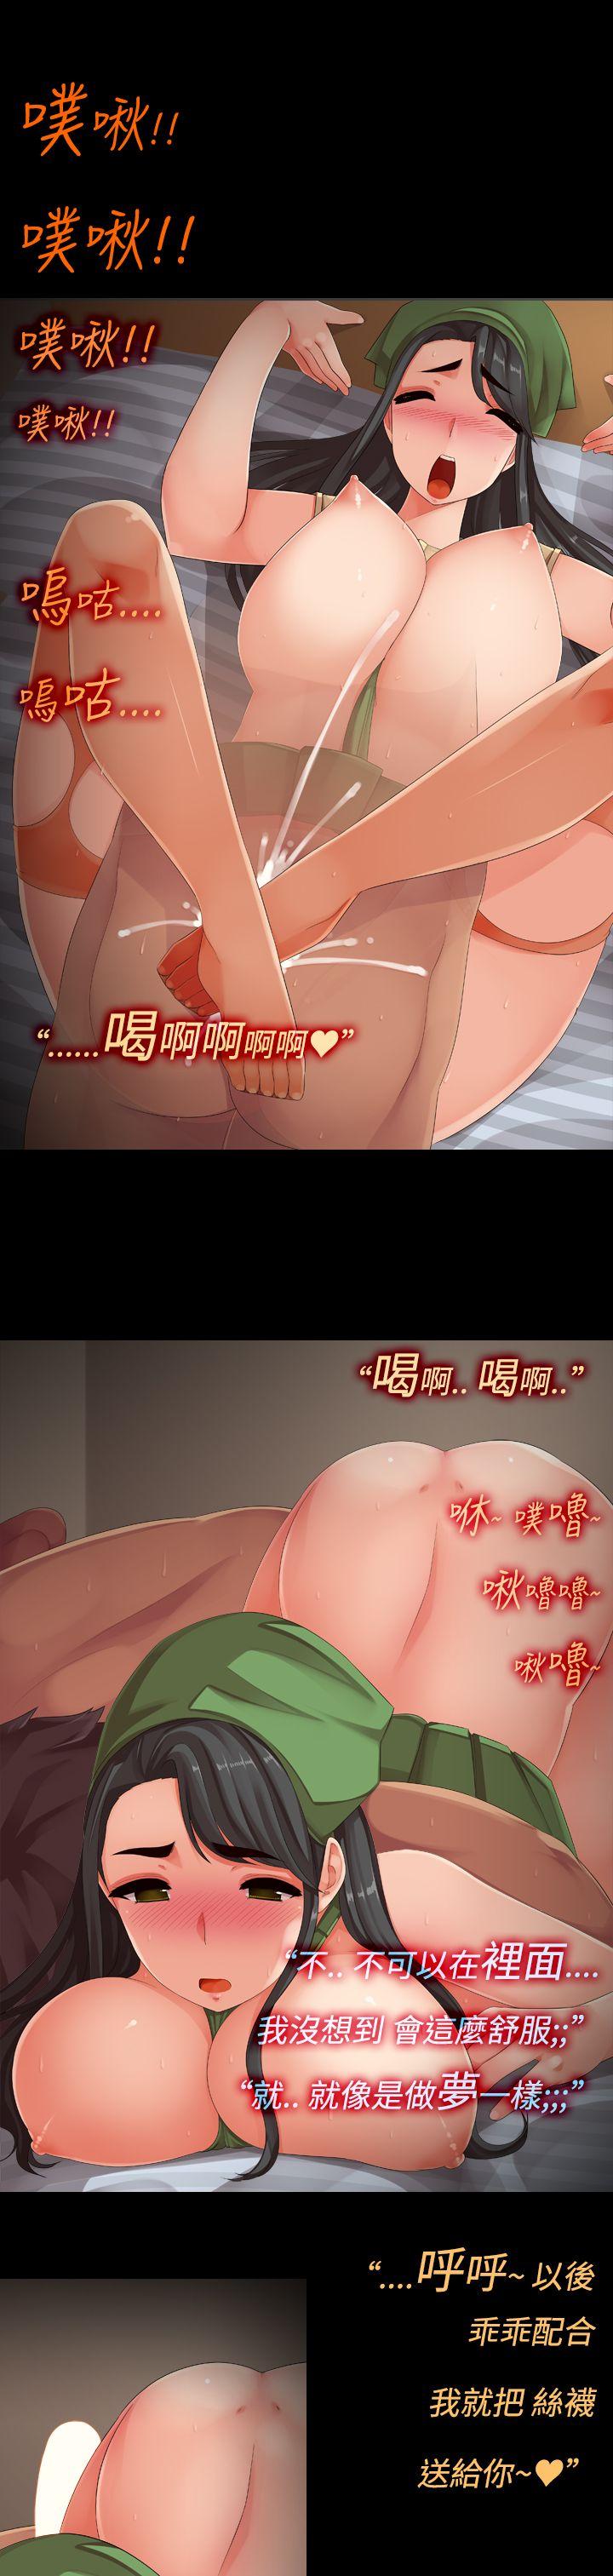 噗啾!!
噗啾!!
噗啾!!
噗啾!!
嗚咕....
嗚咕....
“......喝啊啊啊啊♥”
“喝啊.. 喝啊..”
咻~ 噗嚕~
啾嚕嚕~
啾嚕~
“不.. 不可以在裡面....
我沒想到 會這麼舒服;;”
“就.. 就像是做夢一樣;;;”
“....呼呼~ 以後
乖乖配合
我就把 絲襪
送給你~♥”